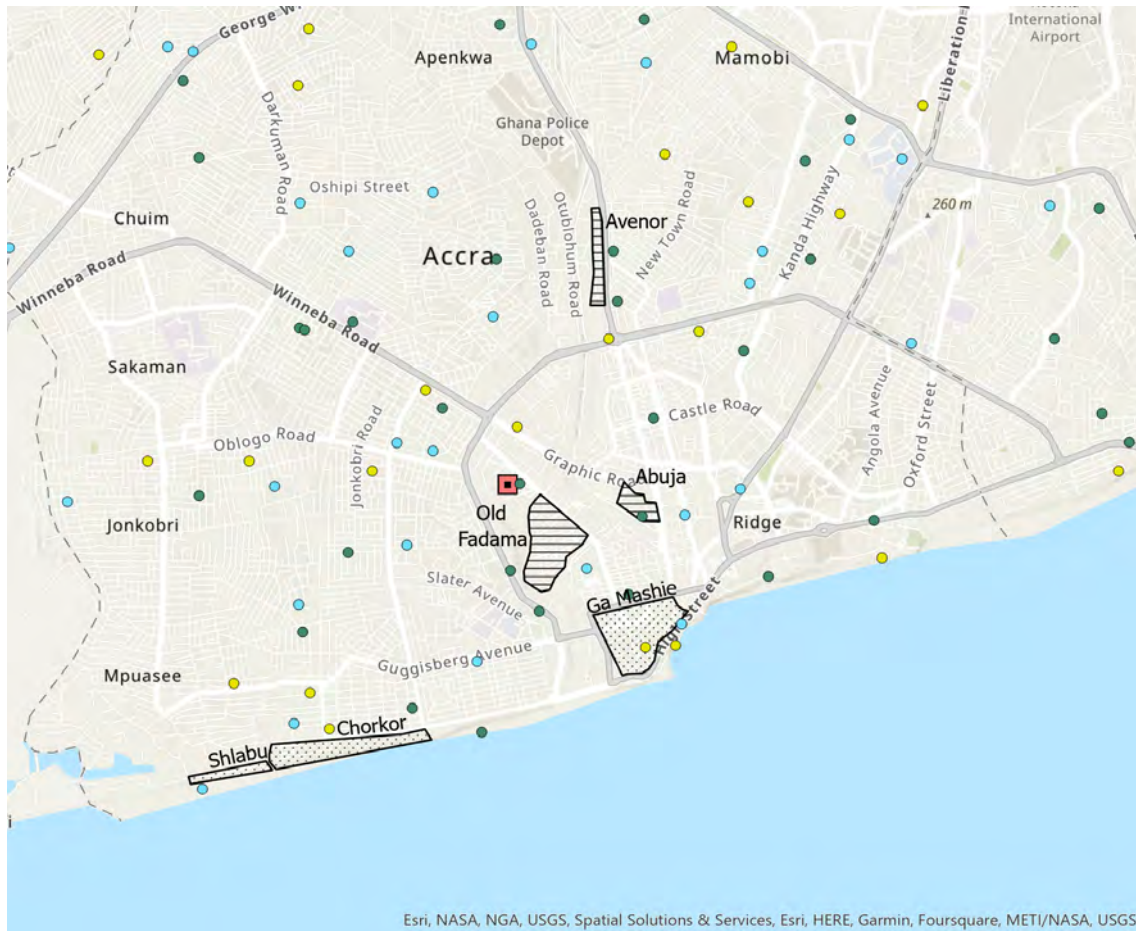 George W
Apenkwa
Mamobi
International
Airport
Liberation
Darkuman Road
Ghana Police
Depot
Oshipi Street
Kanda Highway
Chuim
260 m
Avenor
New Town Road
Otublohum Road
Dadeban Road
Accra
Winneba Road
Winneba Road
Sakaman
Angola Avenue
Oxford Street
Castle Road
Oblogo Road
Jonkobri Road
Graphic Road
Abuja
Jonkobri
Old
Fadama
Ridge
Slater Avenue
Ga Mashie
High Street
Guggisberg Avenue
Mpuasee
Chorkor
Shlabu
i
Esri, NASA, NGA, USGS, Spatial Solutions & Services, Esri, HERE, Garmin, Foursquare, METI/NASA, USGS